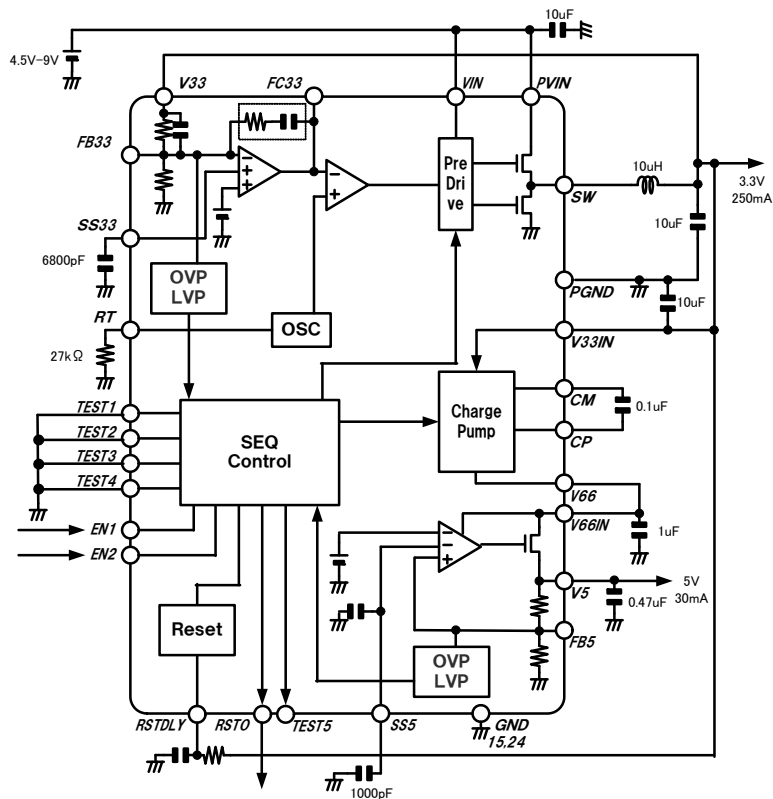 10uF
4.5V-9V
V33
FC33
VIN
PVIN
FB33
Pre
Dri
ve
10uH
3.3V
250mA
SW
10uF
SS33
6800pF
OVP
LVP
PGND
10uF
RT
OSC
V33IN
27kΩ
CM
TEST1
Charge
Pump
0.1uF
TEST2
SEQ
Control
CP
TEST3
TEST4
V66
V66IN
EN1
1uF
EN2
V5
5V
30mA
0.47uF
Reset
FB5
OVP
LVP
RSTDLY
RSTO
TEST5
SS5
GND
15,24
1000pF